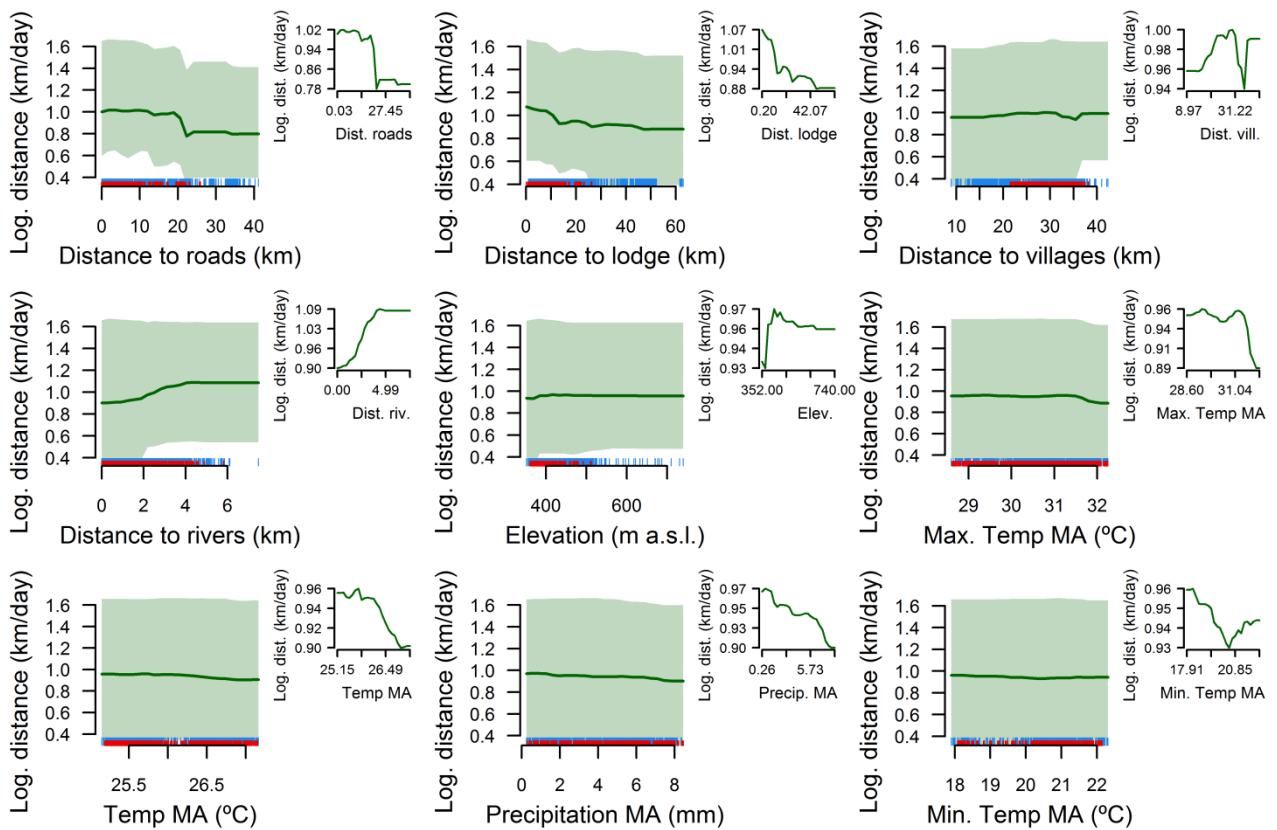 Log. distance (km/day)
1.6
1.4
1.2
1.0
0.8
0.6
0.4
0 10 20 30 40
Distance to roads (km)
Log. dist. (km/day)
1.02
0.94
0.86
0.78
0.03 27.45
Dist. roads
Log. distance (km/day)
1.6
1.4
1.2
1.0
0.8
0.6
0.4
0 20 40 60
Distance to lodge (km)
Log. dist. (km/day)
1.07
1.01
0.94
0.88
0.20 42.07
Dist. lodge
Log. distance (km/day)
1.6
1.4
1.2
1.0
0.8
0.6
0.4
10 20 30 40
Distance to villages (km)
Log. dist. (km/day)
1.00
0.98
0.96
0.94
8.97 31.22
Dist. vill.
Log. distance (km/day)
1.6
1.4
1.2
1.0
0.8
0.6
0.4
0 2 4 6
Distance to rivers (km)
Log. dist. (km/day)
1.09
1.03
0.96
0.90
0.00 4.99
Dist. riv.
Log. distance (km/day)
1.6
1.4
1.2
1.0
0.8
0.6
0.4
400 600
Elevation (m a.s.l.)
Log. dist. (km/day)
0.97
0.96
0.94
0.93
352.00 740.00
Elev.
Log. distance (km/day)
1.6
1.4
1.2
1.0
0.8
0.6
0.4
29 30 31 32
Max. Temp MA (ºC)
Log. dist. (km/day)
0.96
0.94
0.91
0.89
28.60 31.04
Max. Temp MA
Log. distance (km/day)
1.6
1.4
1.2
1.0
0.8
0.6
0.4
25.5 26.5
Temp MA (ºC)
Log. dist. (km/day)
0.96
0.94
0.92
0.90
25.15 26.49
Temp MA
Log. distance (km/day)
1.6
1.4
1.2
1.0
0.8
0.6
0.4
0 2 4 6 8
Precipitation MA (mm)
Log. dist. (km/day)
0.97
0.95
0.93
0.90
0.26 5.73
Precip. MA
Log. distance (km/day)
1.6
1.4
1.2
1.0
0.8
0.6
0.4
18 19 20 21 22
Min. Temp MA (ºC)
Log. dist. (km/day)
0.96
0.95
0.94
0.93
17.91 20.85
Min. Temp MA